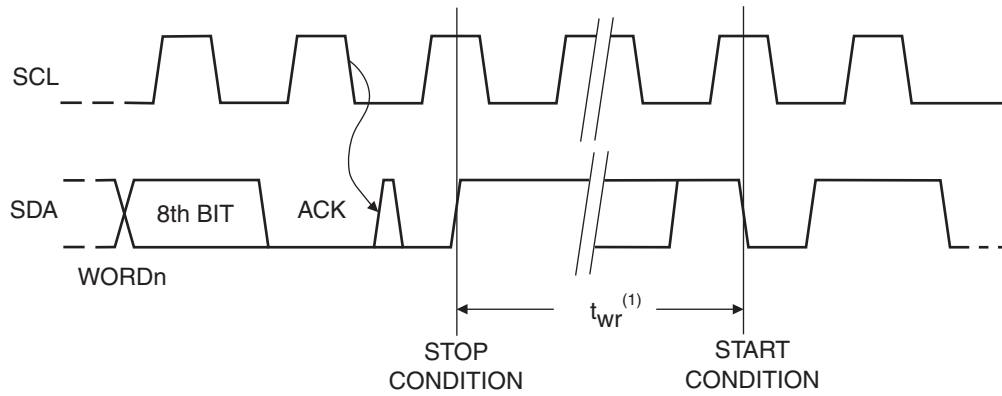 SCL
SDA
8th BIT
ACK
WORDn
twr(1)
STOP
CONDITION
START
CONDITION